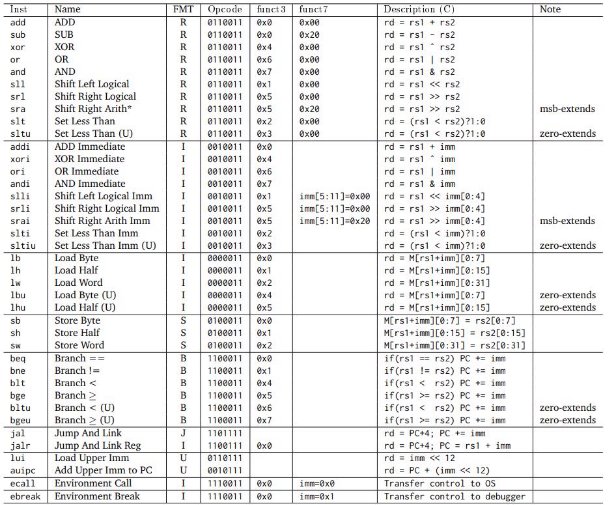 Inst Name FMT Opcode funct3 funct7 Description (C) Note
add ADD R 0110011 0x0 0x00 rd = rs1 + rs2
sub SUB R 0110011 0x0 0x20 rd = rs1 - rs2
xor XOR R 0110011 0x4 0x00 rd = rs1 ^ rs2
or OR R 0110011 0x6 0x00 rd = rs1 | rs2
and AND R 0110011 0x7 0x00 rd = rs1 & rs2
sll Shift Left Logical R 0110011 0x1 0x00 rd = rs1 << rs2
srl Shift Right Logical R 0110011 0x5 0x00 rd = rs1 >> rs2
sra Shift Right Arith* R 0110011 0x5 0x20 rd = rs1 >> rs2 msb-extends
slt Set Less Than R 0110011 0x2 0x00 rd = (rs1 < rs2)?1:0
sltu Set Less Than (U) R 0110011 0x3 0x00 rd = (rs1 < rs2)?1:0 zero-extends
addi ADD Immediate I 0010011 0x0 rd = rs1 + imm
xori XOR Immediate I 0010011 0x4 rd = rs1 ^ imm
ori OR Immediate I 0010011 0x6 rd = rs1 | imm
andi AND Immediate I 0010011 0x7 rd = rs1 & imm
slli Shift Left Logical Imm I 0010011 0x1 imm[5:11]=0x00 rd = rs1 << imm[0:4]
srli Shift Right Logical Imm I 0010011 0x5 imm[5:11]=0x00 rd = rs1 >> imm[0:4]
srai Shift Right Arith Imm I 0010011 0x5 imm[5:11]=0x20 rd = rs1 >> imm[0:4] msb-extends
slti Set Less Than Imm I 0010011 0x2 rd = (rs1 < imm)?1:0
sltiu Set Less Than Imm (U) I 0010011 0x3 rd = (rs1 < imm)?1:0 zero-extends
lb Load Byte I 0000011 0x0 rd = M[rs1+imm][0:7]
lh Load Half I 0000011 0x1 rd = M[rs1+imm][0:15]
lw Load Word I 0000011 0x2 rd = M[rs1+imm][0:31]
lbu Load Byte (U) I 0000011 0x4 rd = M[rs1+imm][0:7] zero-extends
lhu Load Half (U) I 0000011 0x5 rd = M[rs1+imm][0:15] zero-extends
sb Store Byte S 0100011 0x0 M[rs1+imm][0:7] = rs2[0:7]
sh Store Half S 0100011 0x1 M[rs1+imm][0:15] = rs2[0:15]
sw Store Word S 0100011 0x2 M[rs1+imm][0:31] = rs2[0:31]
beq Branch == B 1100011 0x0 if(rs1 == rs2) PC += imm
bne Branch != B 1100011 0x1 if(rs1 != rs2) PC += imm
blt Branch < B 1100011 0x4 if(rs1 < rs2) PC += imm
bge Branch ≥ B 1100011 0x5 if(rs1 >= rs2) PC += imm
bltu Branch < (U) B 1100011 0x6 if(rs1 < rs2) PC += imm zero-extends
bgeu Branch ≥ (U) B 1100011 0x7 if(rs1 >= rs2) PC += imm zero-extends
jal Jump And Link J 1101111 rd = PC+4; PC += imm
jalr Jump And Link Reg I 1100111 0x0 rd = PC+4; PC = rs1 + imm
lui Load Upper Imm U 0110111 rd = imm << 12
auipc Add Upper Imm to PC U 0010111 rd = PC + (imm << 12)
ecall Environment Call I 1110011 0x0 imm=0x0 Transfer control to OS
ebreak Environment Break I 1110011 0x0 imm=0x1 Transfer control to debugger